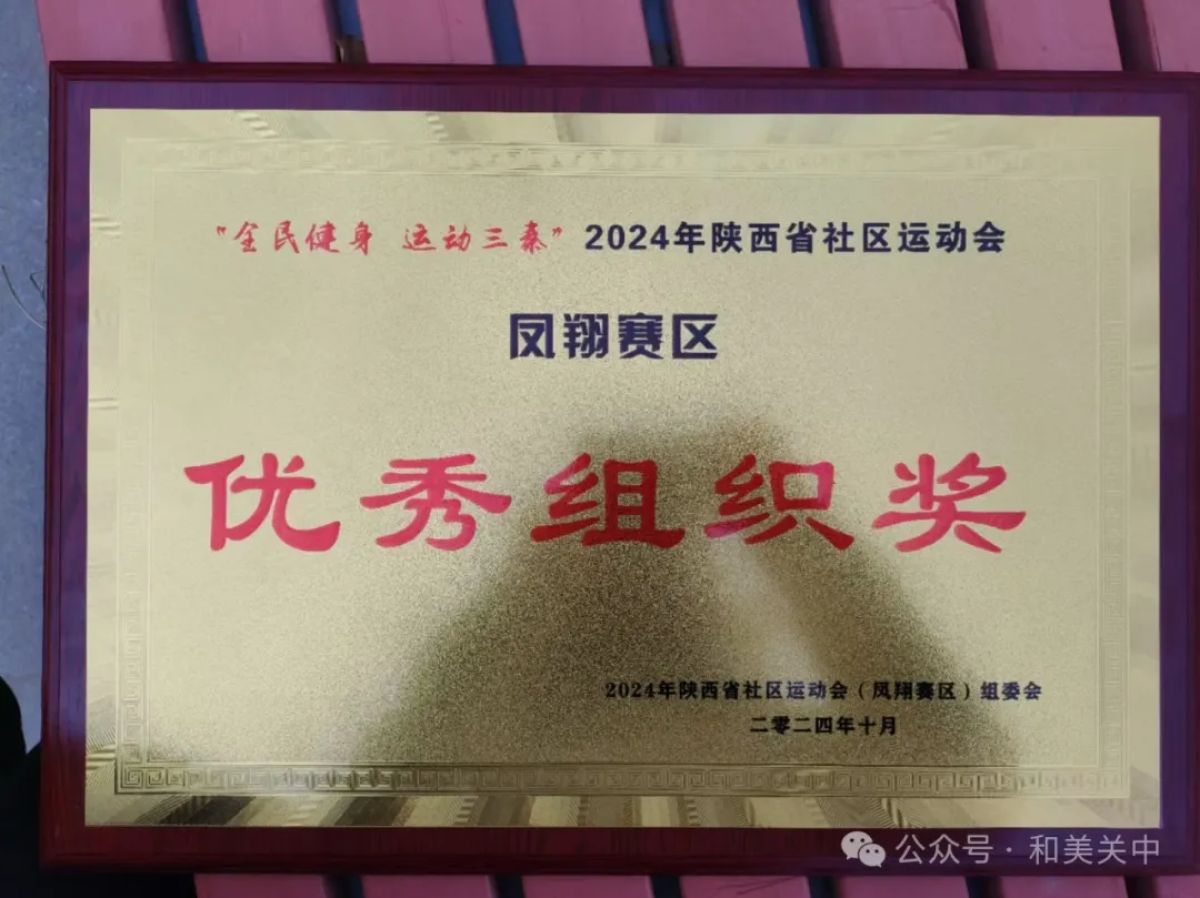 “全民健身 运动三秦” 2024年陕西省社区运动会
凤翔赛区
优秀组织奖
2024年陕西省社区运动会（凤翔赛区）组委会
二零二四年十月
公众号·和美关中